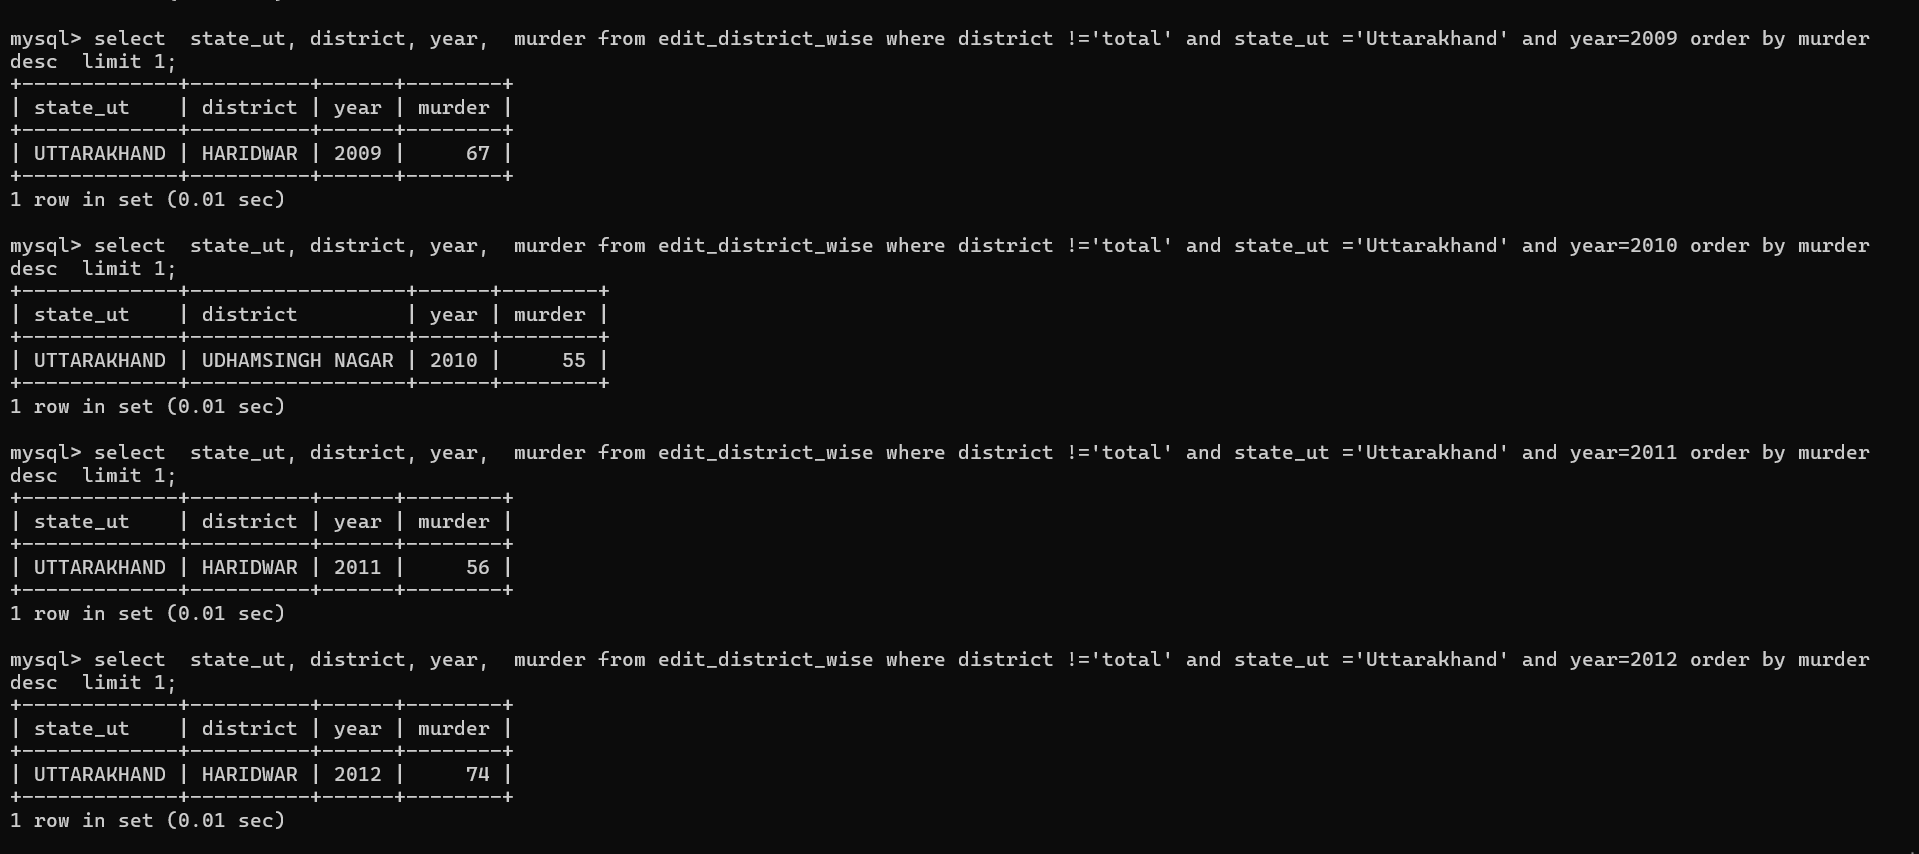 mysql> select  state_ut, district, year,  murder from edit_district_wise where district !='total' and state_ut ='Uttarakhand' and year=2009 order by murder
desc  limit 1;
+-------------+----------+------+--------+
| state_ut    | district | year | murder |
+-------------+----------+------+--------+
| UTTARAKHAND | HARIDWAR | 2009 |     67 |
+-------------+----------+------+--------+
1 row in set (0.01 sec)
mysql> select  state_ut, district, year,  murder from edit_district_wise where district !='total' and state_ut ='Uttarakhand' and year=2010 order by murder
desc  limit 1;
+-------------+------------------+------+--------+
| state_ut    | district         | year | murder |
+-------------+------------------+------+--------+
| UTTARAKHAND | UDHAMSINGH NAGAR | 2010 |     55 |
+-------------+------------------+------+--------+
1 row in set (0.01 sec)
mysql> select  state_ut, district, year,  murder from edit_district_wise where district !='total' and state_ut ='Uttarakhand' and year=2011 order by murder
desc  limit 1;
+-------------+----------+------+--------+
| state_ut    | district | year | murder |
+-------------+----------+------+--------+
| UTTARAKHAND | HARIDWAR | 2011 |     56 |
+-------------+----------+------+--------+
1 row in set (0.01 sec)
mysql> select  state_ut, district, year,  murder from edit_district_wise where district !='total' and state_ut ='Uttarakhand' and year=2012 order by murder
desc  limit 1;
+-------------+----------+------+--------+
| state_ut    | district | year | murder |
+-------------+----------+------+--------+
| UTTARAKHAND | HARIDWAR | 2012 |     74 |
+-------------+----------+------+--------+
1 row in set (0.01 sec)